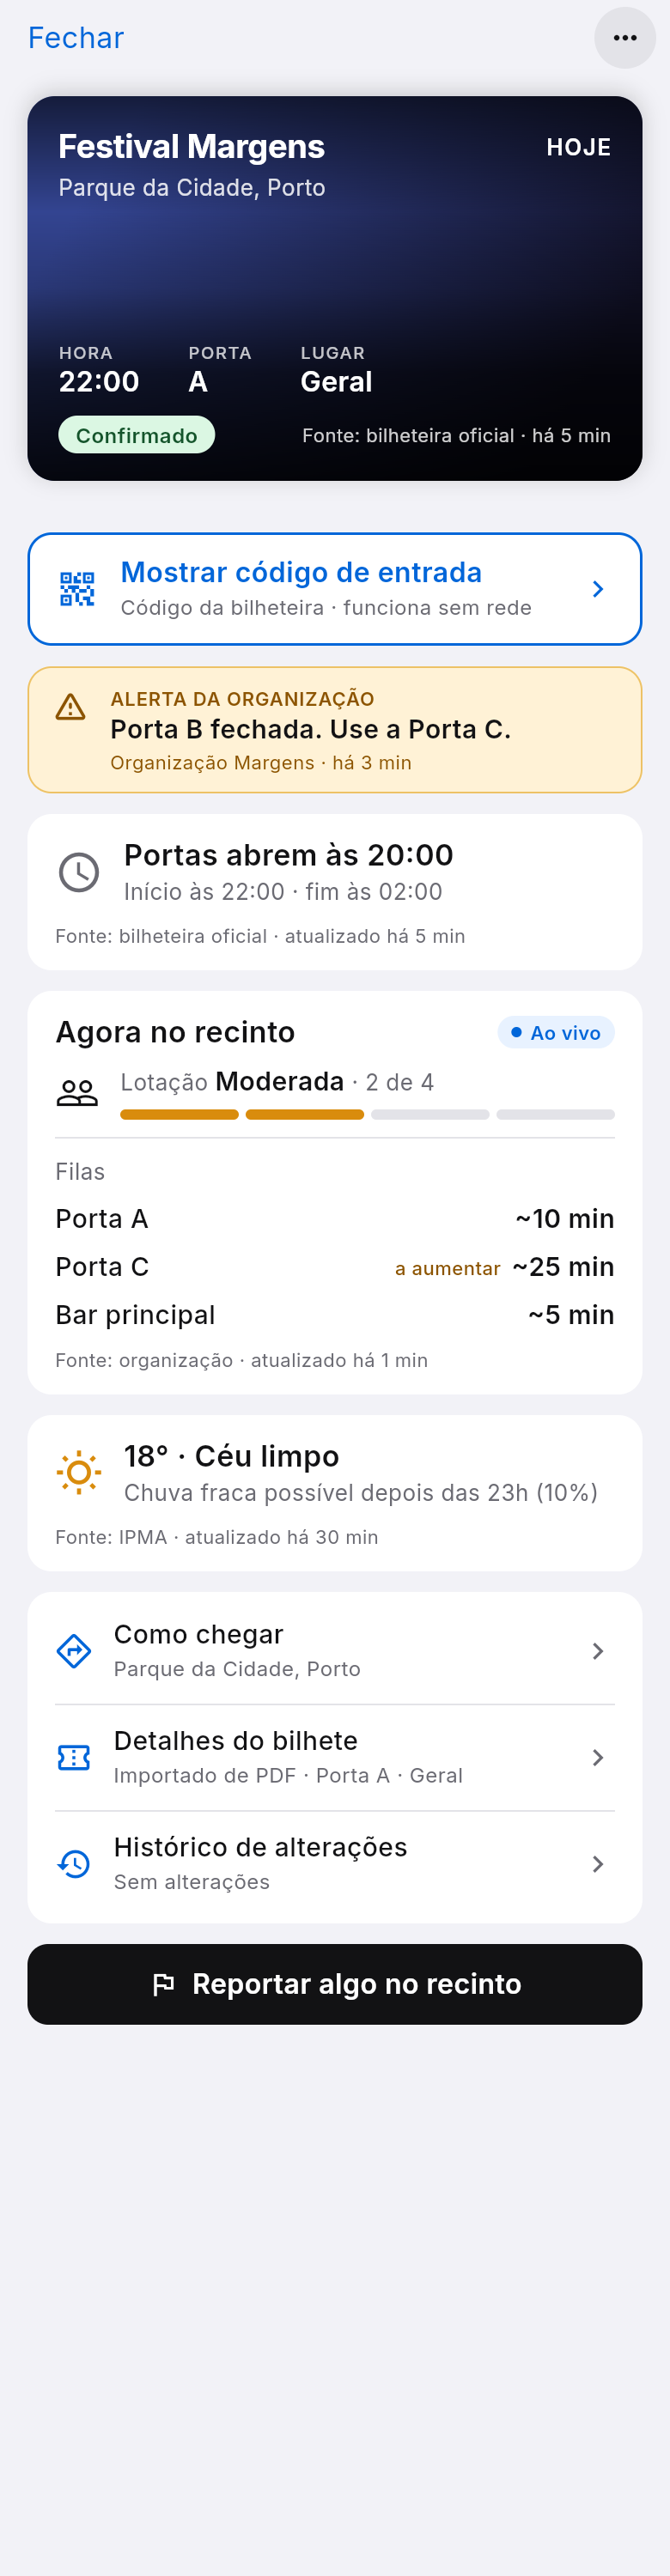 Fechar
Festival Margens
HOJE
Parque da Cidade, Porto
HORA PORTA LUGAR
22:00 A Geral
Confirmado
Fonte: bilheteira oficial · há 5 min
Mostrar código de entrada
Código da bilheteira · funciona sem rede
ALERTA DA ORGANIZAÇÃO
Porta B fechada. Use a Porta C.
Organização Margens · há 3 min
Portas abrem às 20:00
Início às 22:00 · fim às 02:00
Fonte: bilheteira oficial · atualizado há 5 min
Agora no recinto
Ao vivo
Lotação Moderada · 2 de 4
Filas
Porta A ~10 min
Porta C a aumentar ~25 min
Bar principal ~5 min
Fonte: organização · atualizado há 1 min
18° · Céu limpo
Chuva fraca possível depois das 23h (10%)
Fonte: IPMA · atualizado há 30 min
Como chegar
Parque da Cidade, Porto
Detalhes do bilhete
Importado de PDF · Porta A · Geral
Histórico de alterações
Sem alterações
Reportar algo no recinto